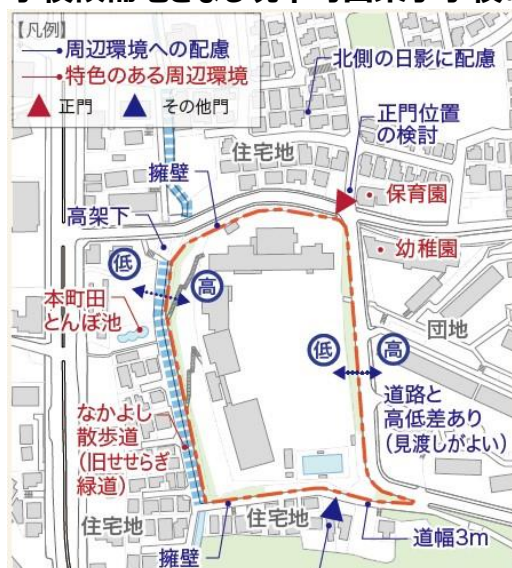 【凡例】
周辺環境への配慮
特色のある周辺環境
正門
その他門
北側の日影に配慮
正門位置
の検討
住宅地
擁壁
保育園
高架下
幼稚園
低
高
本町田
とんぼ池
団地
低
高
道路と
高低差あり
(見渡しがよい)
なかよし
散歩道
(旧せせらぎ
緑道)
住宅地
住宅地
道幅3m
擁壁